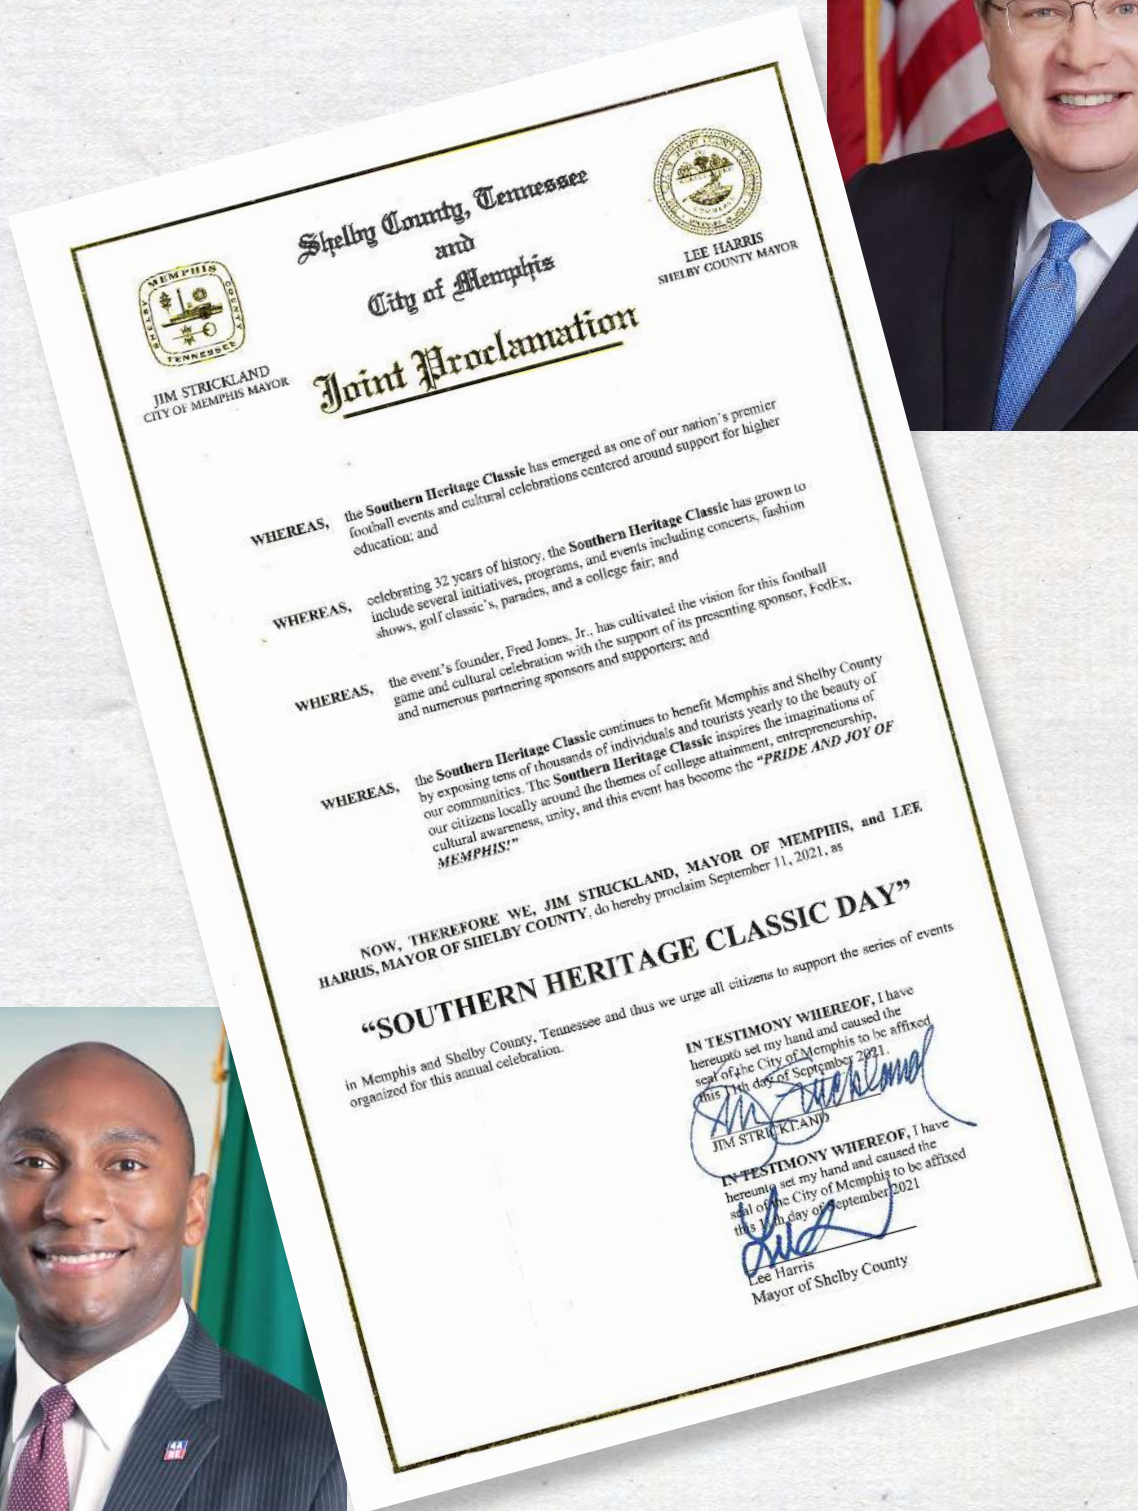 Shelby County, Tennessee
and
City of Memphis
Joint Proclamation
MEMPHIS
SHELBY
COUNTY
TENNESSEE
JIM STRICKLAND
CITY OF MEMPHIS MAYOR
LEE HARRIS
SHELBY COUNTY MAYOR
WHEREAS, the Southern Heritage Classic has emerged as one of our nation's premier
football events and cultural celebrations centered around support for higher
education; and
WHEREAS, celebrating 32 years of history, the Southern Heritage Classic has grown to
include several initiatives, programs, and events including concerts, fashion
shows, golf classic's, parades, and a college fair; and
WHEREAS, the event's founder, Fred Jones, Jr., has cultivated the vision for this football
game and cultural celebration with the support of its presenting sponsor, FedEx,
and numerous partnering sponsors and supporters; and
WHEREAS, the Southern Heritage Classic continues to benefit Memphis and Shelby County
by exposing tens of thousands of individuals and tourists yearly to the beauty of
our communities. The Southern Heritage Classic inspires the imaginations of
our citizens locally around the themes of college attainment, entrepreneurship,
cultural awareness, unity, and this event has become the "PRIDE AND JOY OF
MEMPHIS!"
NOW, THEREFORE WE, JIM STRICKLAND, MAYOR OF MEMPHIS, and LEE
HARRIS, MAYOR OF SHELBY COUNTY, do hereby proclaim September 11, 2021, as
"SOUTHERN HERITAGE CLASSIC DAY"
in Memphis and Shelby County, Tennessee and thus we urge all citizens to support the series of events
organized for this annual celebration.
IN TESTIMONY WHEREOF, I have
hereunto set my hand and caused the
seal of the City of Memphis to be affixed
this 11th day of September 2021.
Jim Strickland
JIM STRICKLAND
IN TESTIMONY WHEREOF, I have
hereunto set my hand and caused the
seal of the City of Memphis to be affixed
this 11th day of September 2021
Lee Harris
Mayor of Shelby County